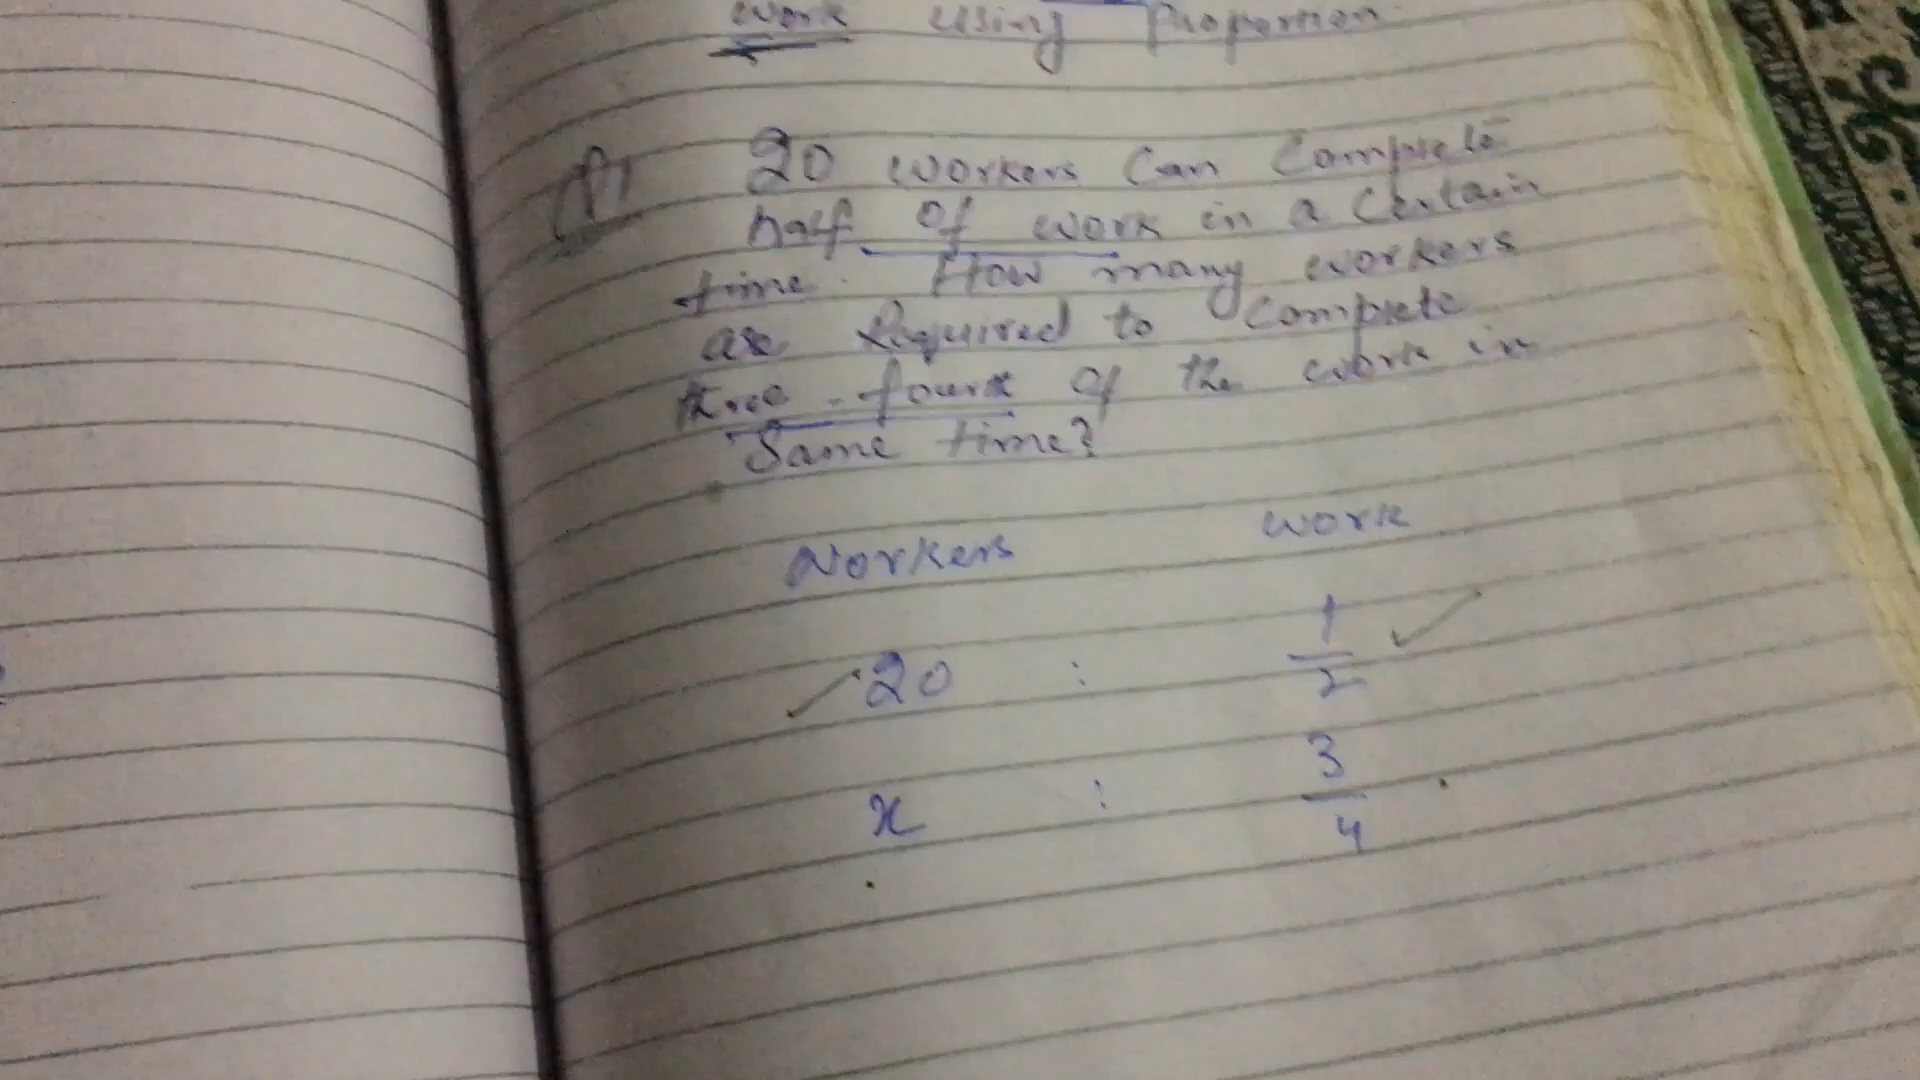 work using Proportion
Q1 20 workers Can Complete
half of work in a Certain
time. How many workers
are Required to Complete
three-fourt of the work in
Same time?
Workers work
20 : 1/2
x : 3/4